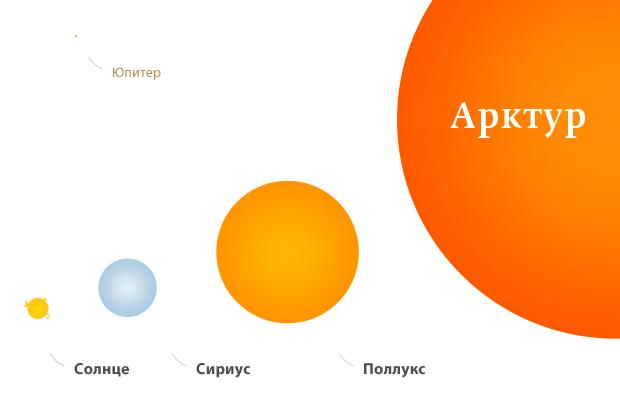 Юпитер
Арктур
Солнце
Сириус
Поллукс